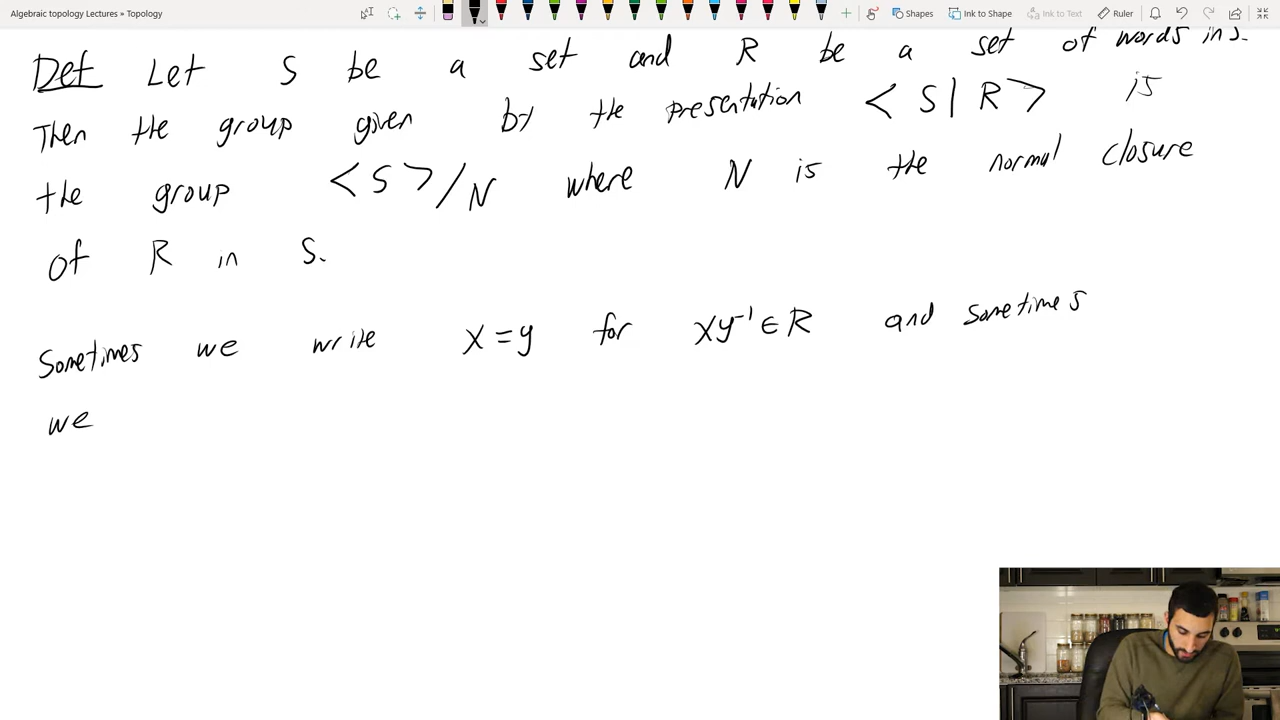 Algebraic topology Lectures » Topology
Shapes Ink to Shape Ink to Text Ruler
Def Let S be a set and R be a set of words in S.
Then the group given by the presentation < S | R > is
the group < S > / N where N is the normal closure
of R in S.
Sometimes we write x = y for xy⁻¹ ∈ R and sometimes
we